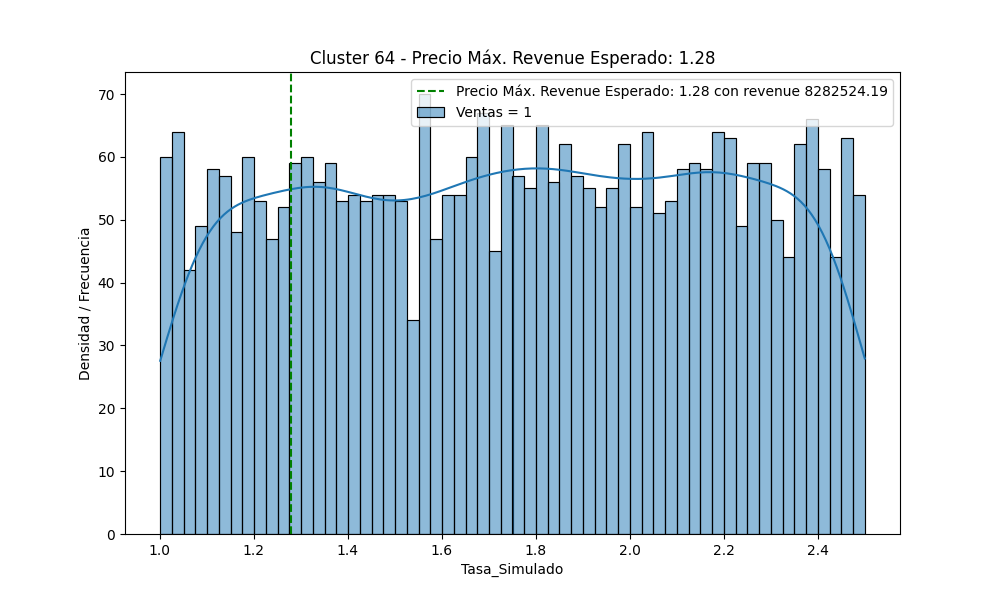 Cluster 64 - Precio Máx. Revenue Esperado: 1.28
Precio Máx. Revenue Esperado: 1.28 con revenue 8282524.19
Ventas = 1
Densidad / Frecuencia
70
60
50
40
30
20
10
0
1.0 1.2 1.4 1.6 1.8 2.0 2.2 2.4
Tasa_Simulado